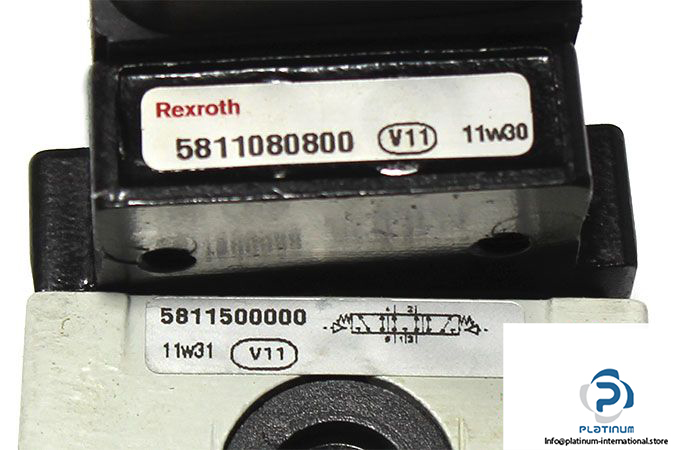 Rexroth
5811080800 V11 11W30
5811500000
11W31 V11
PLATINUM
Info@platinum-international.store